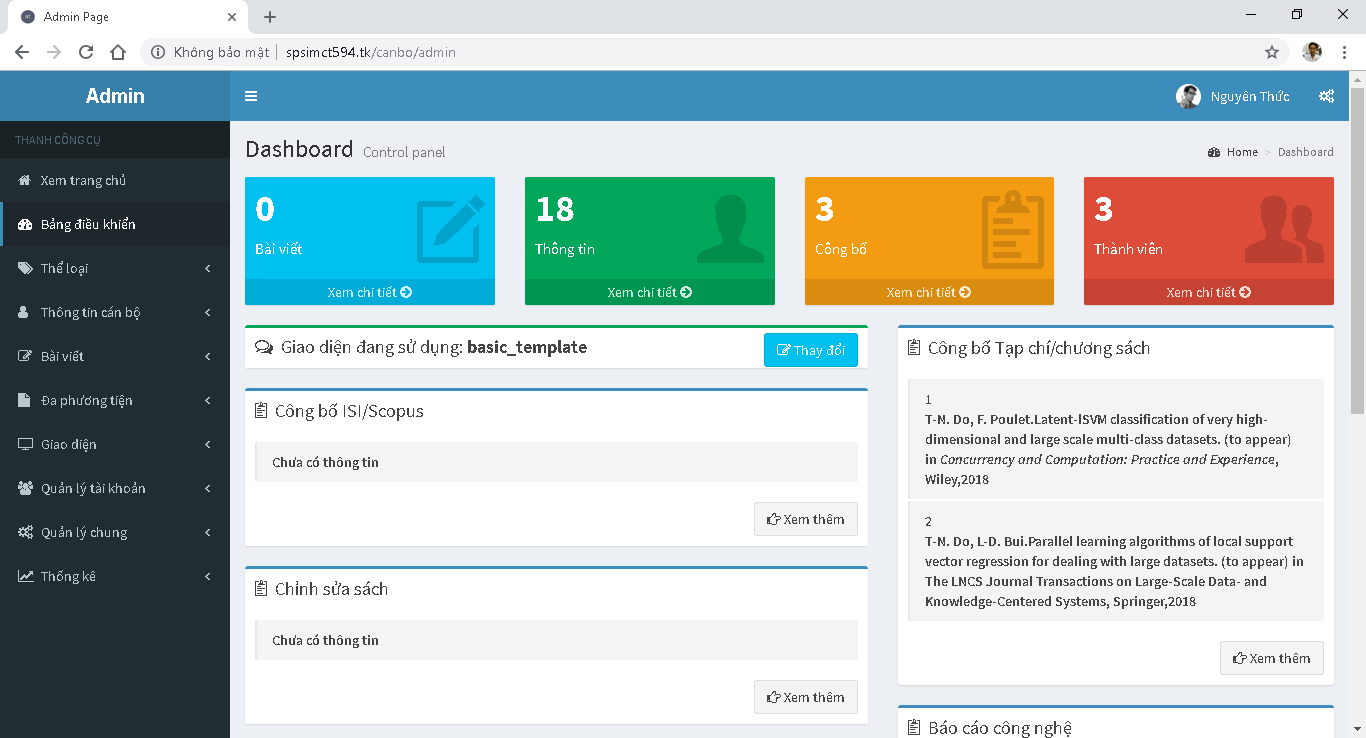 Admin Page
Không bảo mật
spsimct594.tk/canbo/admin
Admin
Nguyên Thức
THANH CÔNG CỤ
Xem trang chủ
Bảng điều khiển
Thể loại
Thông tin cán bộ
Bài viết
Đa phương tiện
Giao diện
Quản lý tài khoản
Quản lý chung
Thống kê
Dashboard Control panel
Home > Dashboard
0
Bài viết
Xem chi tiết
18
Thông tin
Xem chi tiết
3
Công bố
Xem chi tiết
3
Thành viên
Xem chi tiết
Giao diện đang sử dụng: basic_template
Thay đổi
Công bố ISI/Scopus
Chưa có thông tin
Xem thêm
Chỉnh sửa sách
Chưa có thông tin
Xem thêm
Công bố Tạp chí/chương sách
1
T-N. Do, F. Poulet.Latent-lSVM classification of very high-
dimensional and large scale multi-class datasets. (to appear)
in Concurrency and Computation: Practice and Experience,
Wiley,2018
2
T-N. Do, L-D. Bui.Parallel learning algorithms of local support
vector regression for dealing with large datasets. (to appear) in
The LNCS Journal Transactions on Large-Scale Data- and
Knowledge-Centered Systems, Springer,2018
Xem thêm
Báo cáo công nghệ